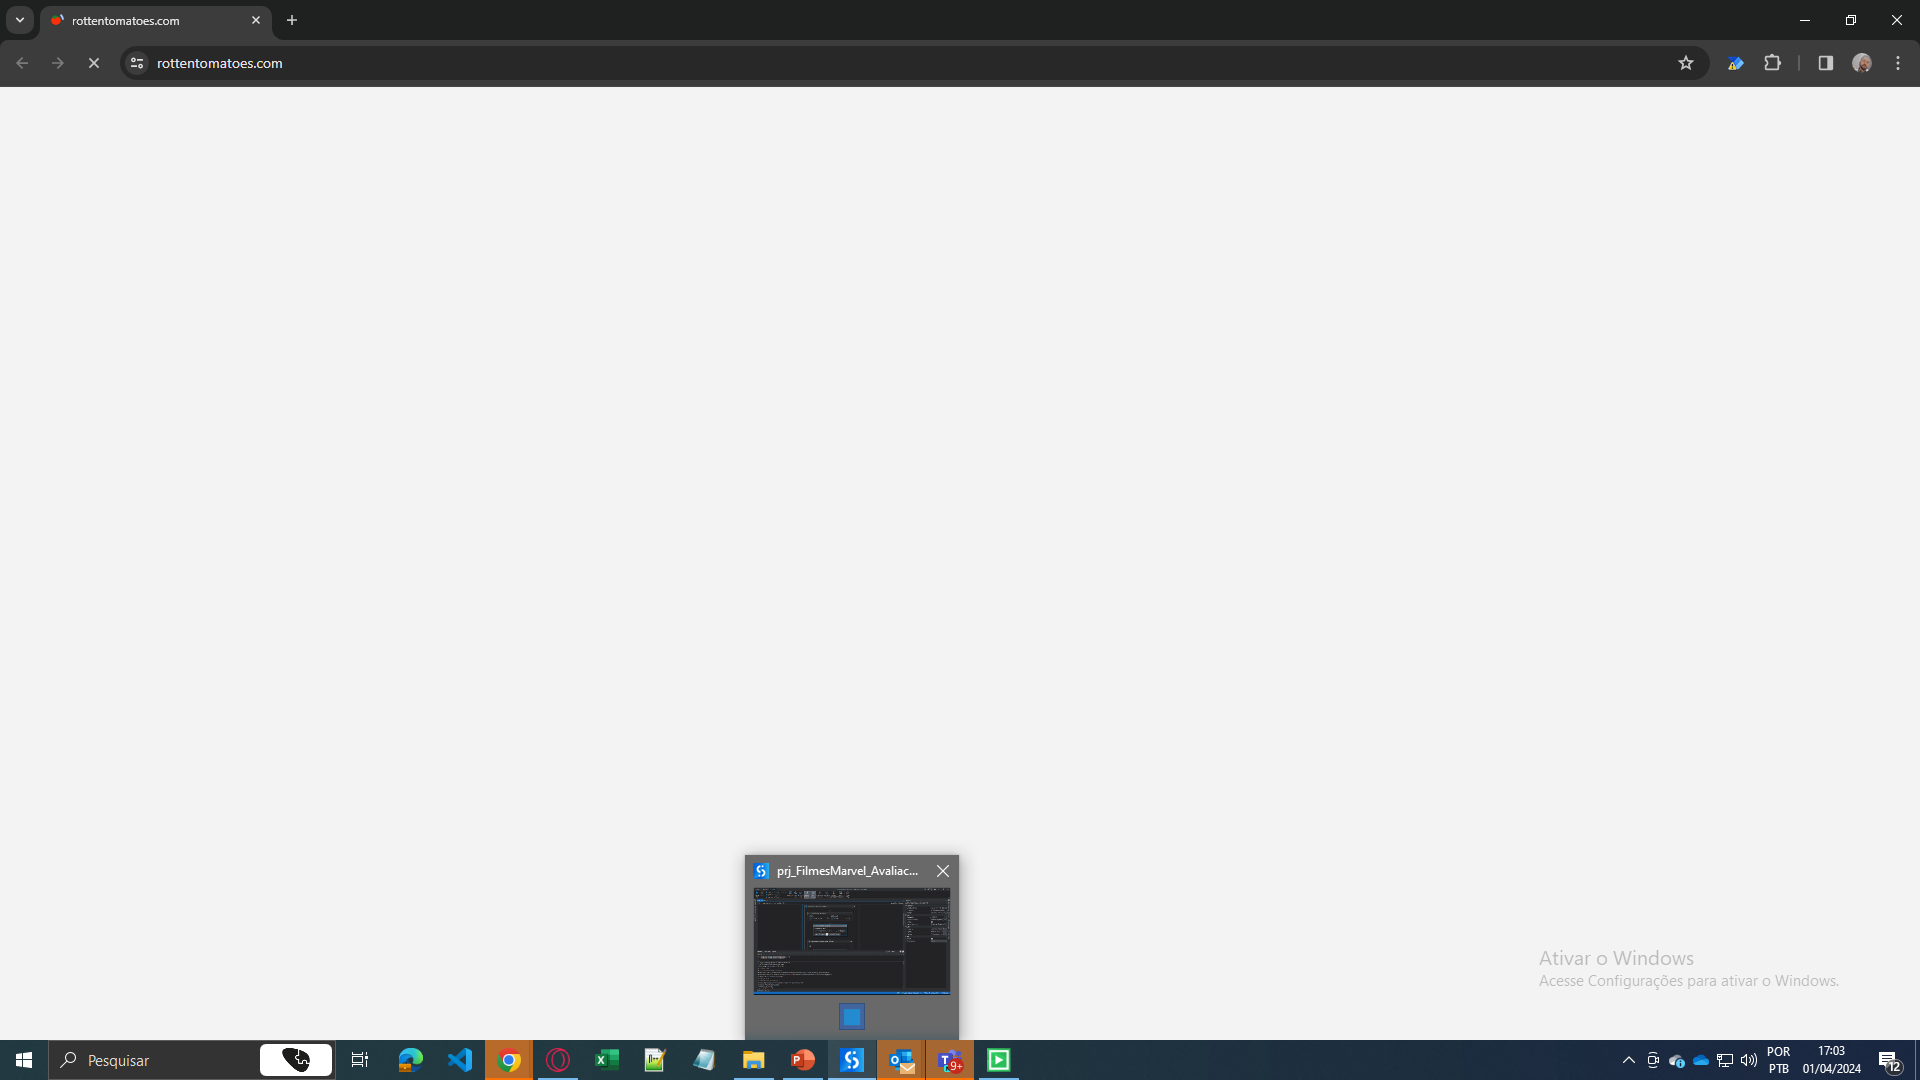 rottentomatoes.com
rottentomatoes.com
prj_FilmesMarvel_Avaliac...
Ativar o Windows
Acesse Configurações para ativar o Windows.
Pesquisar
9+
POR
PTB
17:03
01/04/2024
12